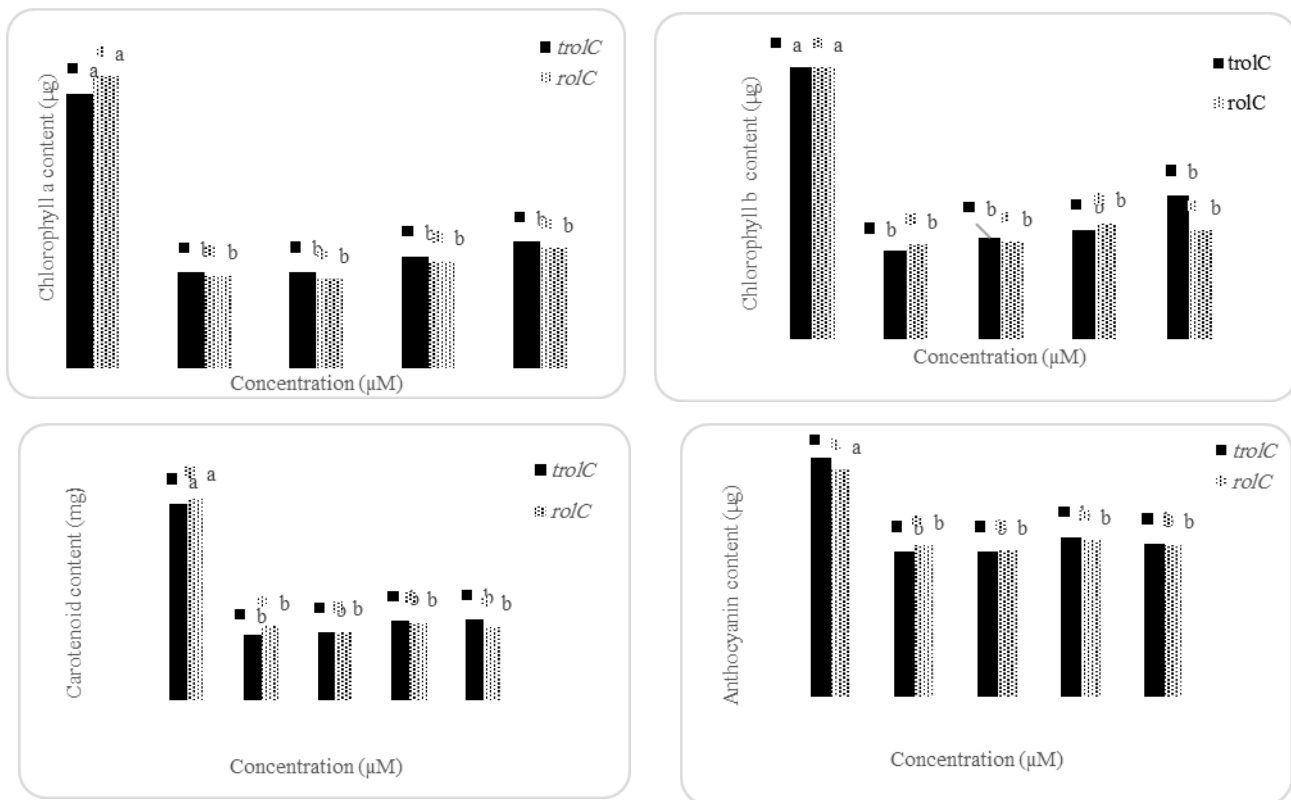 Chlorophyll a content (µg)
trolC
rolC
a a
b b
b b
b b
b b
Concentration (µM)
Chlorophyll b content (µg)
trolC
rolC
a a
b b
b b
b b
b b
Concentration (µM)
Carotenoid content (mg)
trolC
rolC
a a
b b
b b
b b
b b
Concentration (µM)
Anthocyanin content (µg)
trolC
rolC
a
b b
b b
b
b
Concentration (µM)